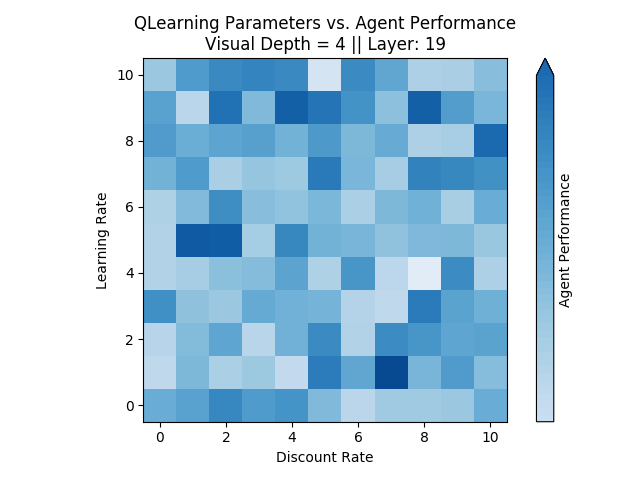 QLearning Parameters vs. Agent Performance
Visual Depth = 4 || Layer: 19
10
8
6
4
2
0
Learning Rate
0 2 4 6 8 10
Discount Rate
Agent Performance